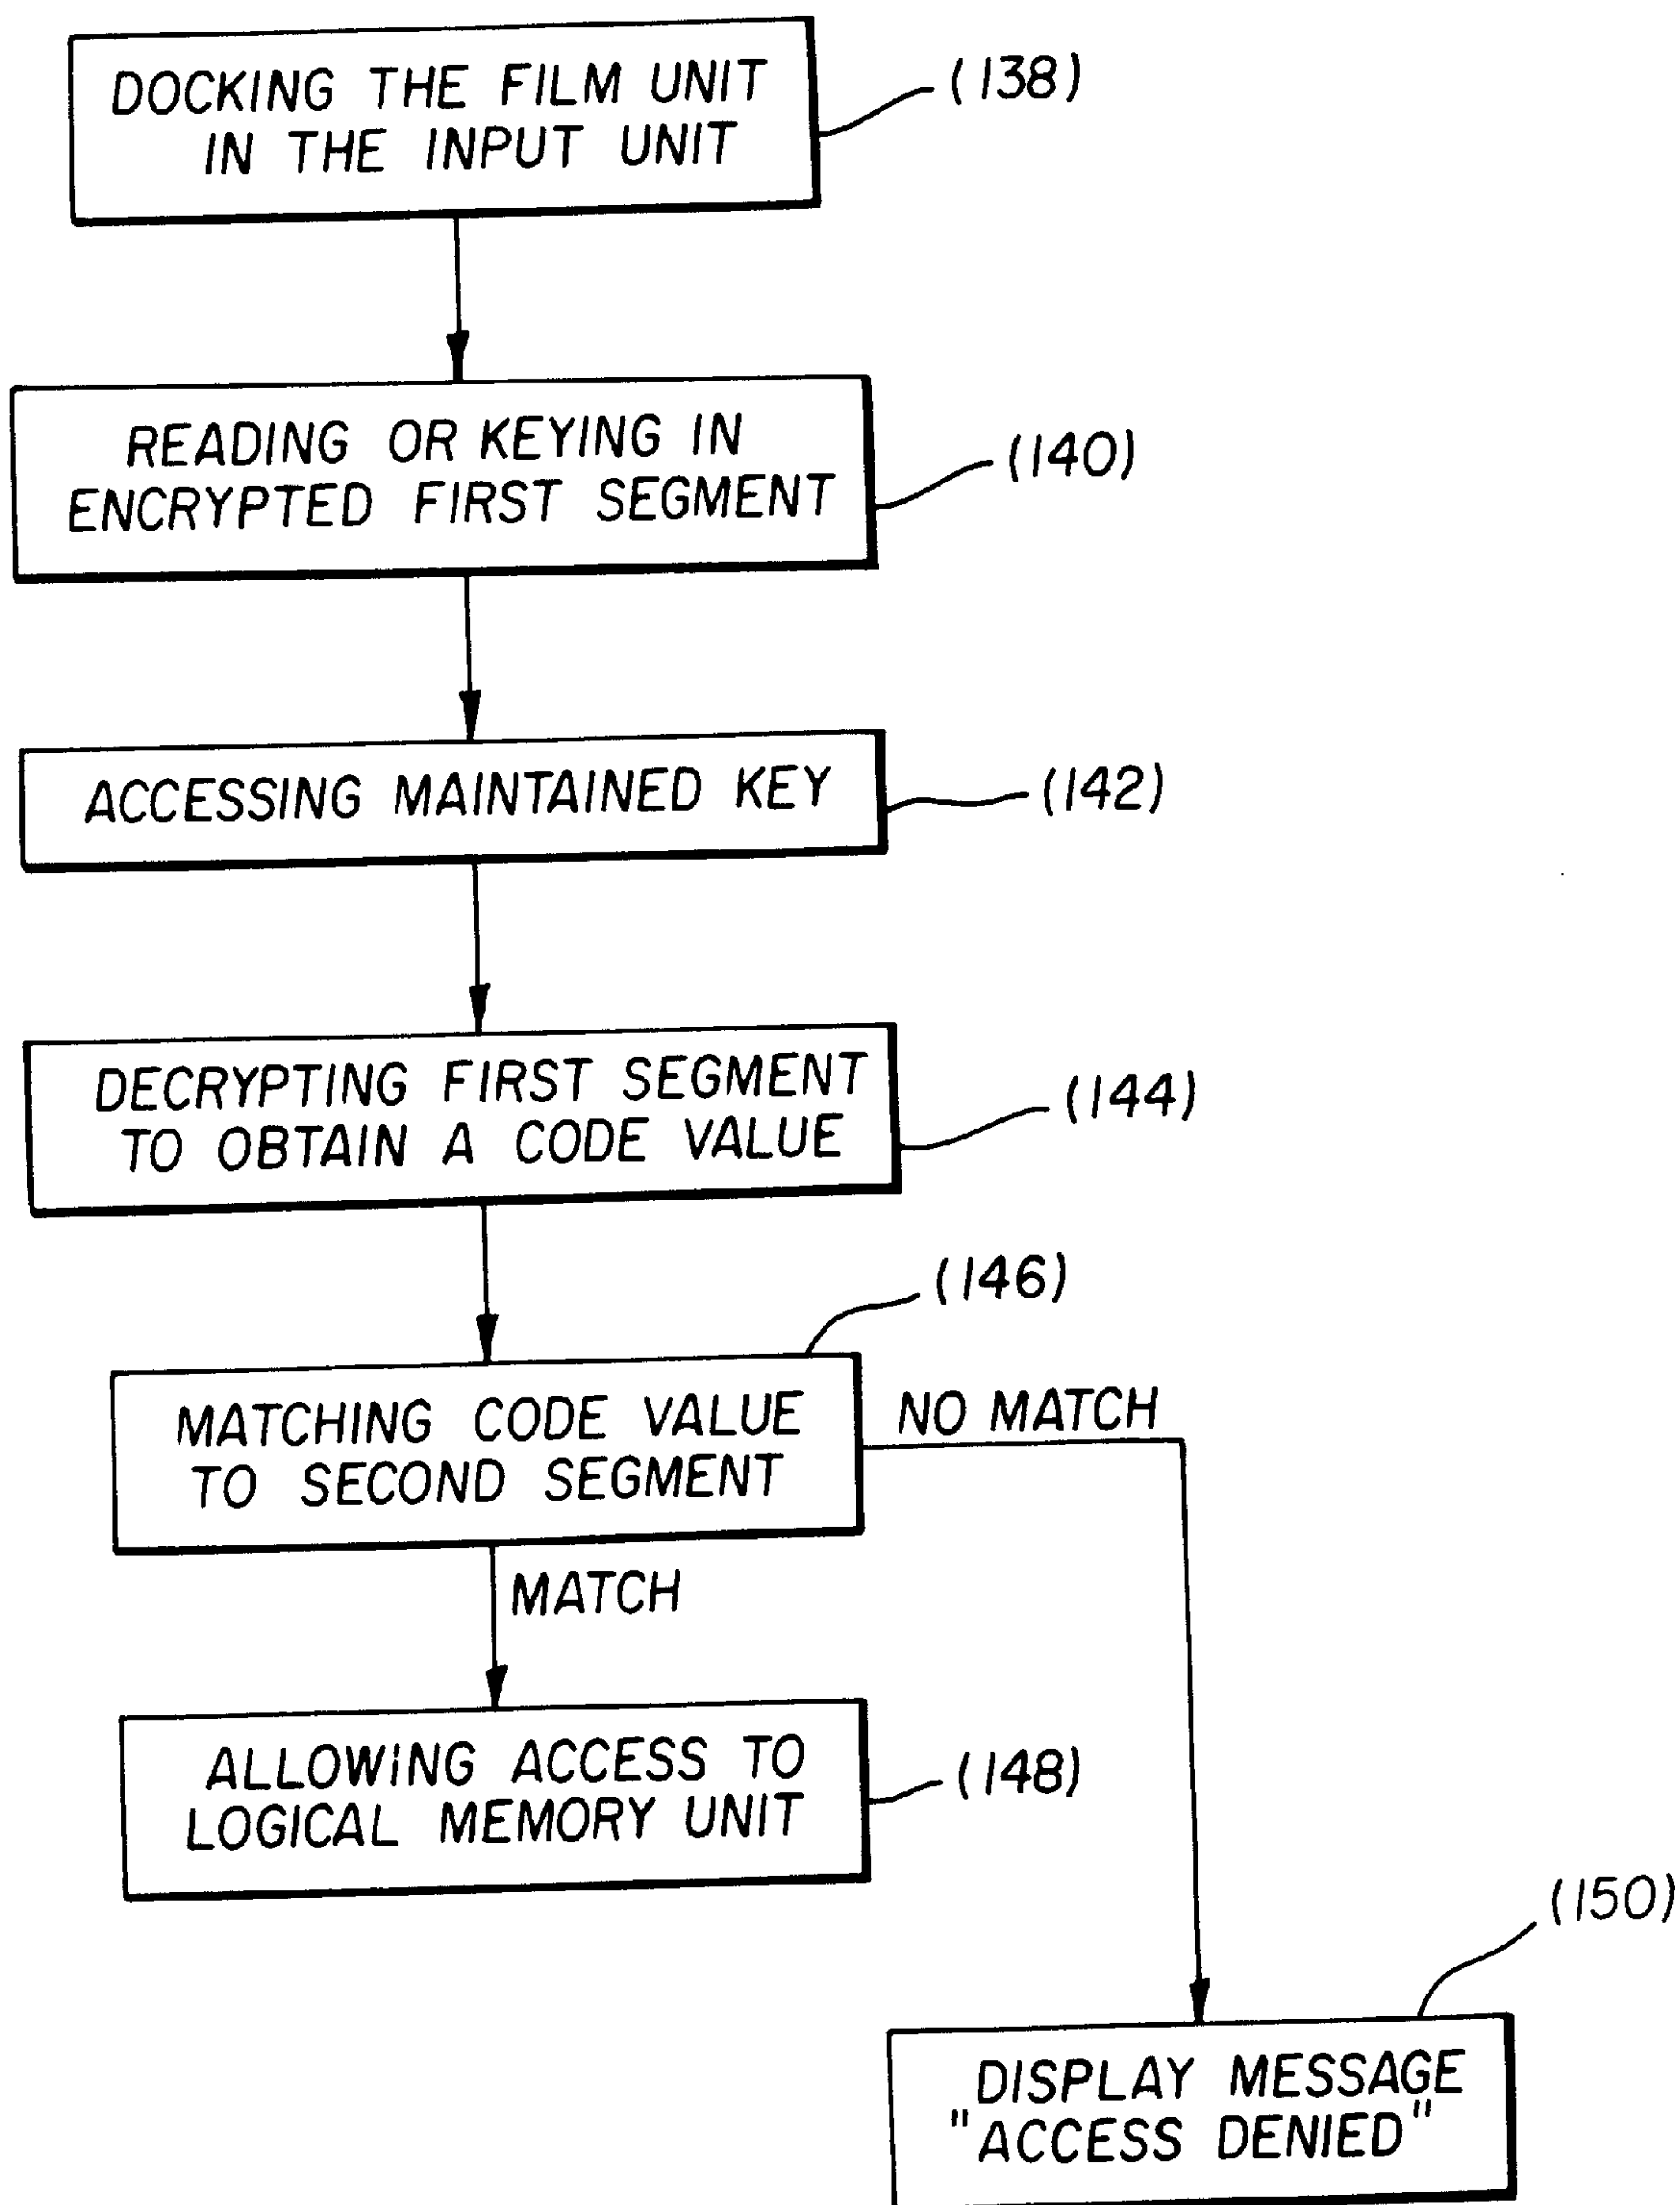 DOCKING THE FILM UNIT
IN THE INPUT UNIT
(138)
READING OR KEYING IN
ENCRYPTED FIRST SEGMENT
(140)
ACCESSING MAINTAINED KEY
(142)
DECRYPTING FIRST SEGMENT
TO OBTAIN A CODE VALUE
(144)
(146)
MATCHING CODE VALUE
TO SECOND SEGMENT
NO MATCH
MATCH
ALLOWING ACCESS TO
LOGICAL MEMORY UNIT
(148)
(150)
DISPLAY MESSAGE
"ACCESS DENIED"